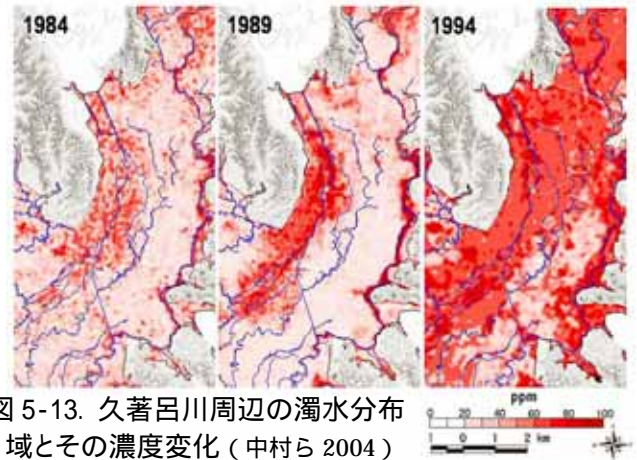 1984
1989
1994
図 5-13. 久著呂川周辺の濁水分布
域とその濃度変化 ( 中村ら 2004 )
ppm
0 20 40 60 80 100
1 0 1 2 km